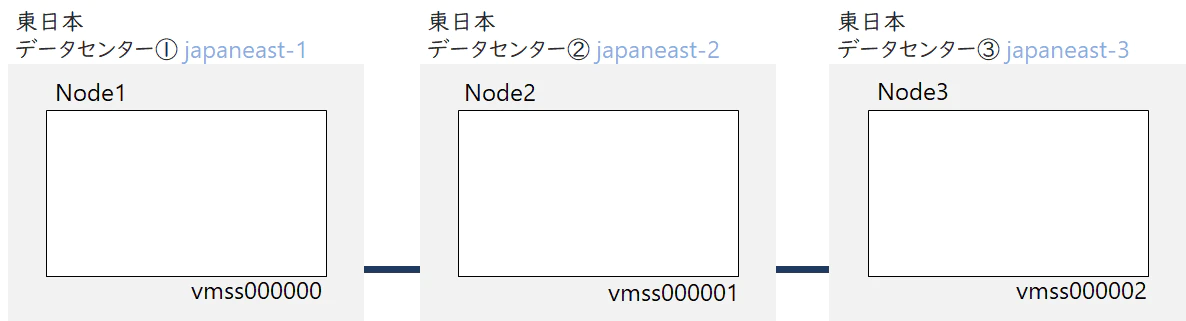 東日本
データセンター① japaneast-1
Node1
vmss000000
東日本
データセンター② japaneast-2
Node2
vmss000001
東日本
データセンター③ japaneast-3
Node3
vmss000002